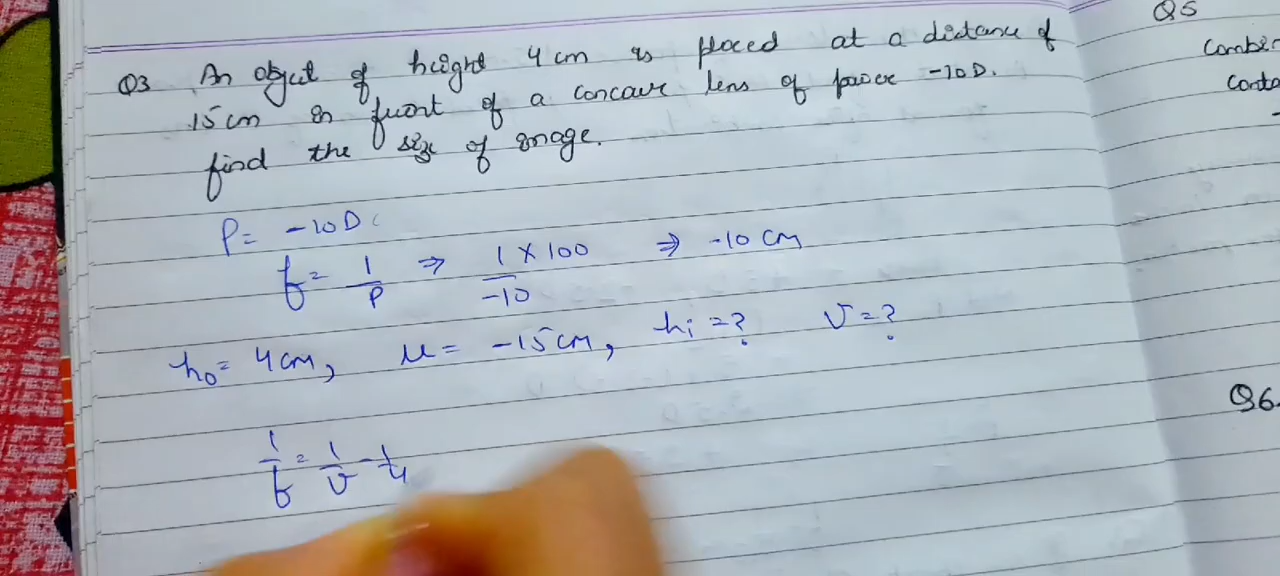 Q3 An object of height 4 cm is placed at a distance of
15 cm in front of a concave lens of power -10D.
find the size of image.
P = -10D
f = 1/P ⇒ 1 × 100 / -10 ⇒ -10 cm
h₀ = 4 cm, u = -15 cm, hi = ? v = ?
1/f = 1/v - 1/u
Q5
Q6.